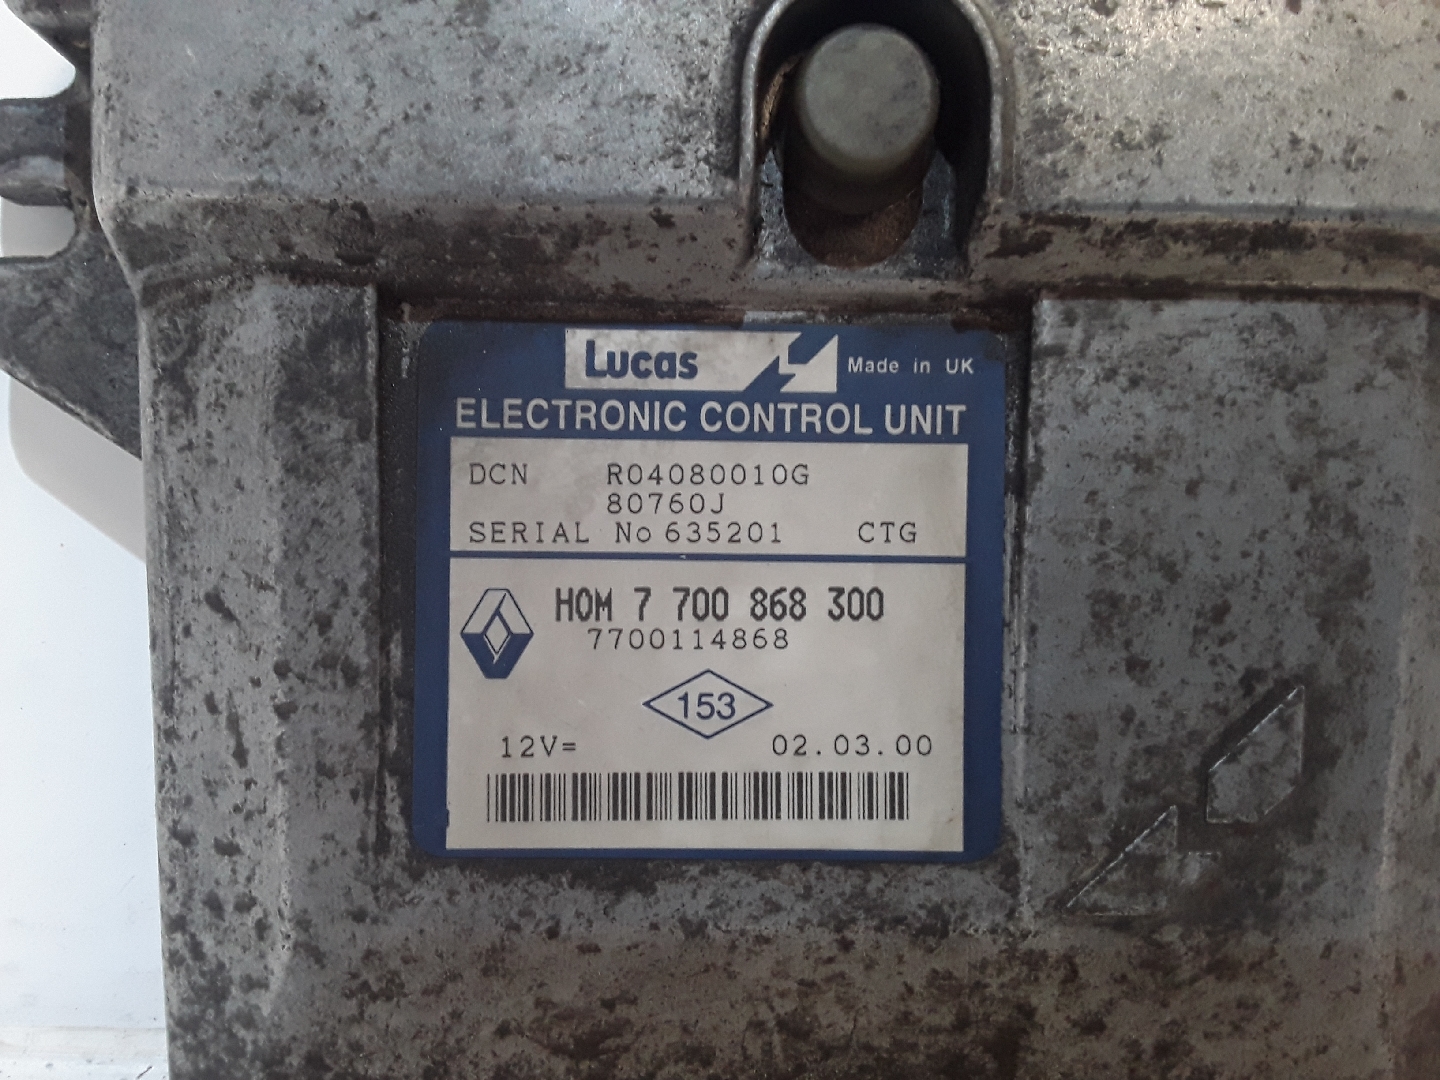 Lucas Made in UK
ELECTRONIC CONTROL UNIT
DCN R04080010G
80760J
SERIAL No 635201 CTG
HOM 7 700 868 300
7700114868
153
12V= 02.03.00